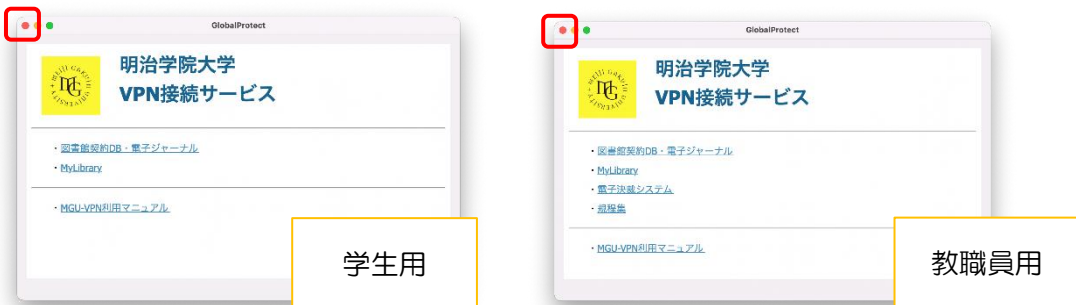 GlobalProtect
明治学院大学
VPN接続サービス
・図書館契約DB・電子ジャーナル
・MyLibrary
・MGU-VPN利用マニュアル
学生用
GlobalProtect
明治学院大学
VPN接続サービス
・図書館契約DB・電子ジャーナル
・MyLibrary
・電子決裁システム
・規程集
・MGU-VPN利用マニュアル
教職員用